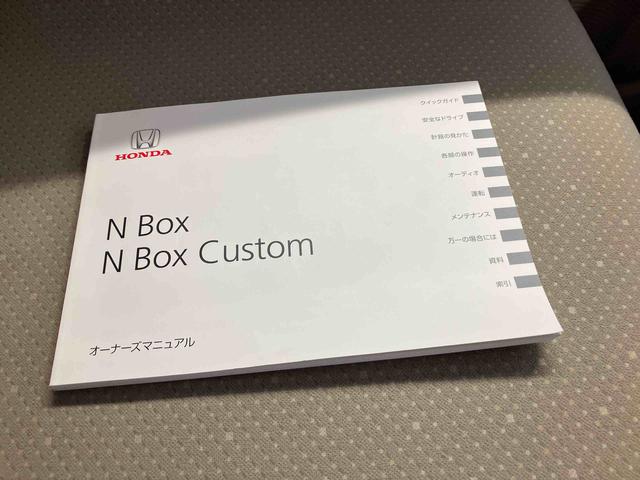 HONDA
N Box
N Box Custom
オーナーズマニュアル
クイックガイド
安全なドライブ
計器の見かた
各部の操作
オーディオ
運転
メンテナンス
万一の場合には
資料
索引